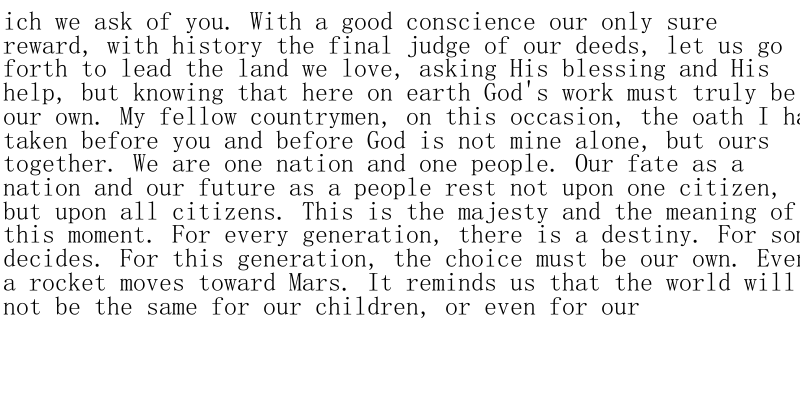 ich we ask of you. With a good conscience our only sure
reward, with history the final judge of our deeds, let us go
forth to lead the land we love, asking His blessing and His
help, but knowing that here on earth God's work must truly be
our own. My fellow countrymen, on this occasion, the oath I ha
taken before you and before God is not mine alone, but ours
together. We are one nation and one people. Our fate as a
nation and our future as a people rest not upon one citizen,
but upon all citizens. This is the majesty and the meaning of
this moment. For every generation, there is a destiny. For som
decides. For this generation, the choice must be our own. Even
a rocket moves toward Mars. It reminds us that the world will
not be the same for our children, or even for our